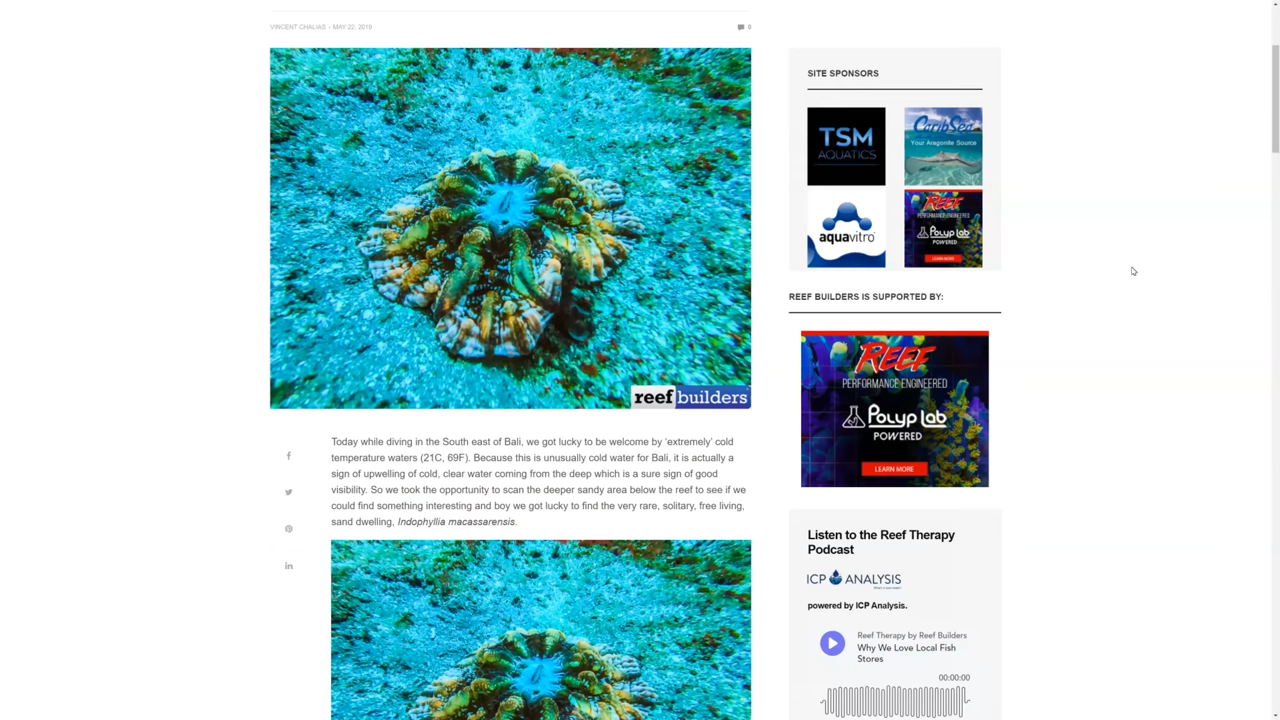 VINCENT CHALIAS - MAY 22, 2019
0
reefbuilders
Today while diving in the South east of Bali, we got lucky to be welcome by 'extremely' cold
temperature waters (21C, 69F). Because this is unusually cold water for Bali, it is actually a
sign of upwelling of cold, clear water coming from the deep which is a sure sign of good
visibility. So we took the opportunity to scan the deeper sandy area below the reef to see if we
could find something interesting and boy we got lucky to find the very rare, solitary, free living,
sand dwelling, Indophyllia macassarensis.
SITE SPONSORS
TSM
AQUATICS
CaribSea
Your Aragonite Source
aquavitro
REEF
PERFORMANCE ENGINEERED
Polyp lab
POWERED
LEARN MORE
REEF BUILDERS IS SUPPORTED BY:
REEF
PERFORMANCE ENGINEERED
Polyp lab
POWERED
LEARN MORE
Listen to the Reef Therapy
Podcast
ICP ANALYSIS
powered by ICP Analysis.
Reef Therapy by Reef Builders
Why We Love Local Fish
Stores
00:00:00